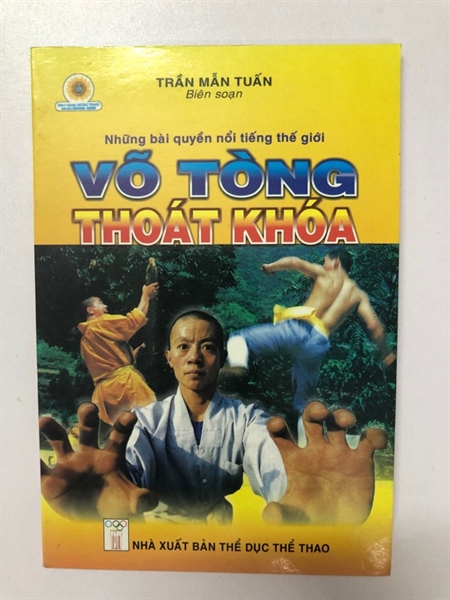 TRẦN MẪN TUẤN
Biên soạn
Những bài quyền nổi tiếng thế giới
VÕ TÒNG
THOÁT KHÓA
NHÀ XUẤT BẢN THỂ DỤC THỂ THAO